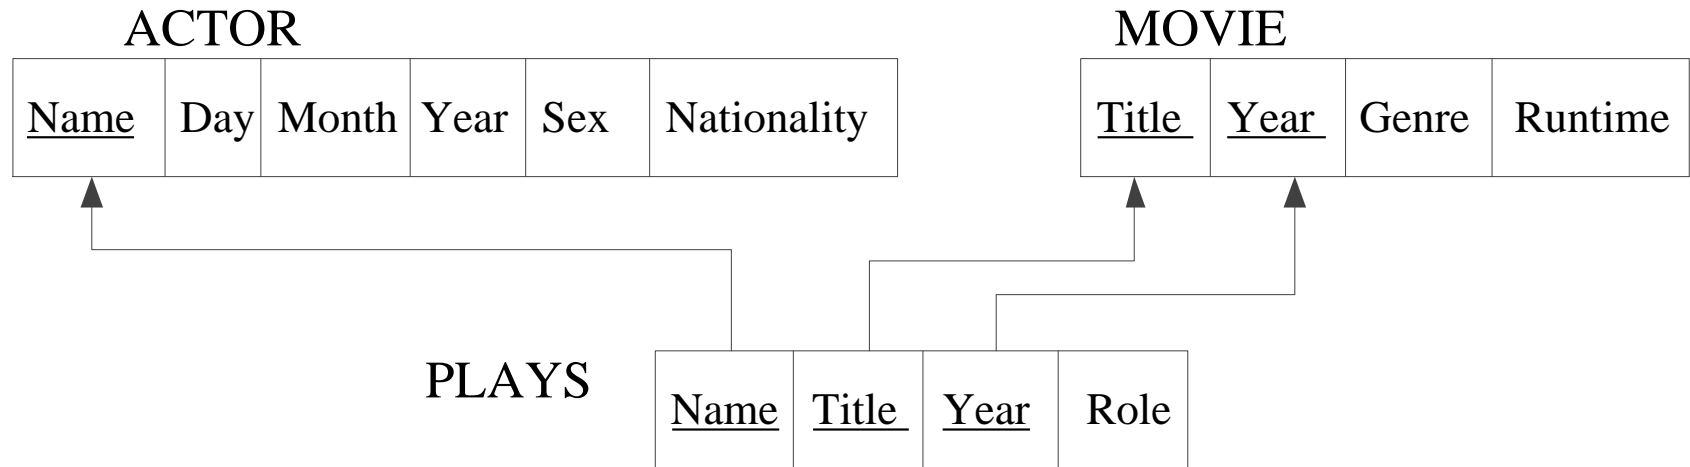 ACTOR MOVIE
Name Day Month Year Sex Nationality Title Year Genre Runtime
PLAYS
Name Title Year Role